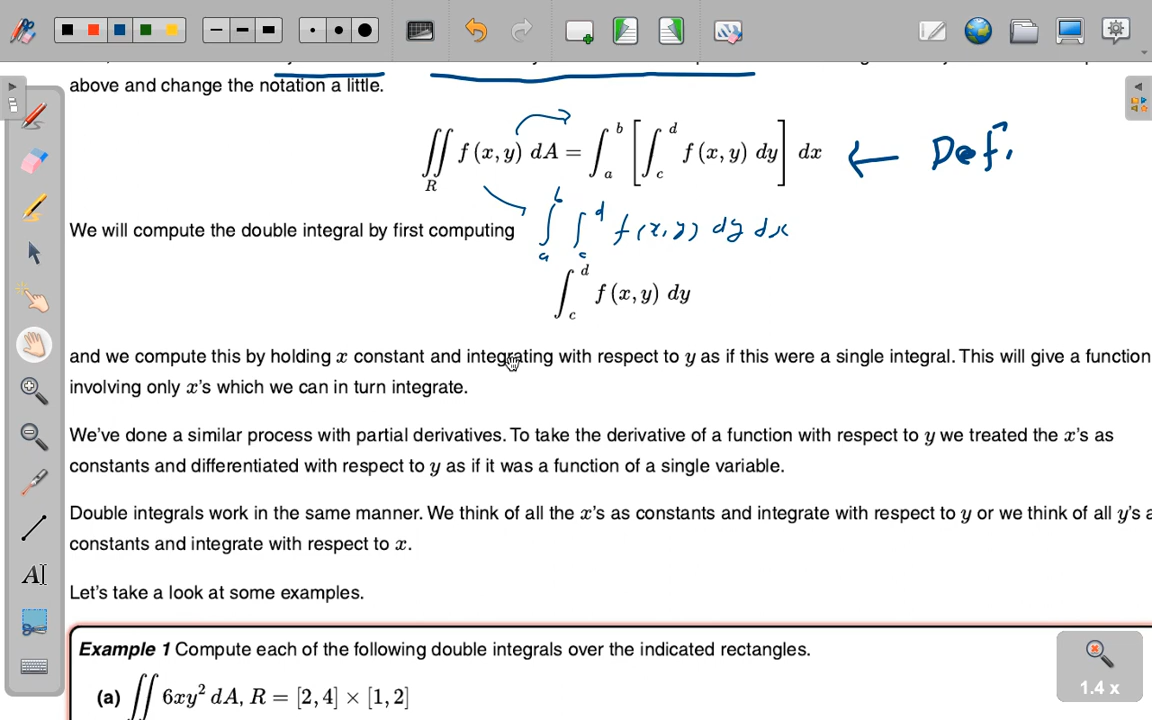 above and change the notation a little.
∬_R f(x,y) dA = ∫_a^b [∫_c^d f(x,y) dy] dx ← Def.
We will compute the double integral by first computing ∫_a^b ∫_c^d f(x,y) dy dx
∫_c^d f(x,y) dy
and we compute this by holding x constant and integrating with respect to y as if this were a single integral. This will give a function
involving only x's which we can in turn integrate.
We've done a similar process with partial derivatives. To take the derivative of a function with respect to y we treated the x's as
constants and differentiated with respect to y as if it was a function of a single variable.
Double integrals work in the same manner. We think of all the x's as constants and integrate with respect to y or we think of all y's a
constants and integrate with respect to x.
Let's take a look at some examples.
Example 1 Compute each of the following double integrals over the indicated rectangles.
(a) ∬ 6xy² dA, R = [2,4] × [1,2]
A
1.4 x